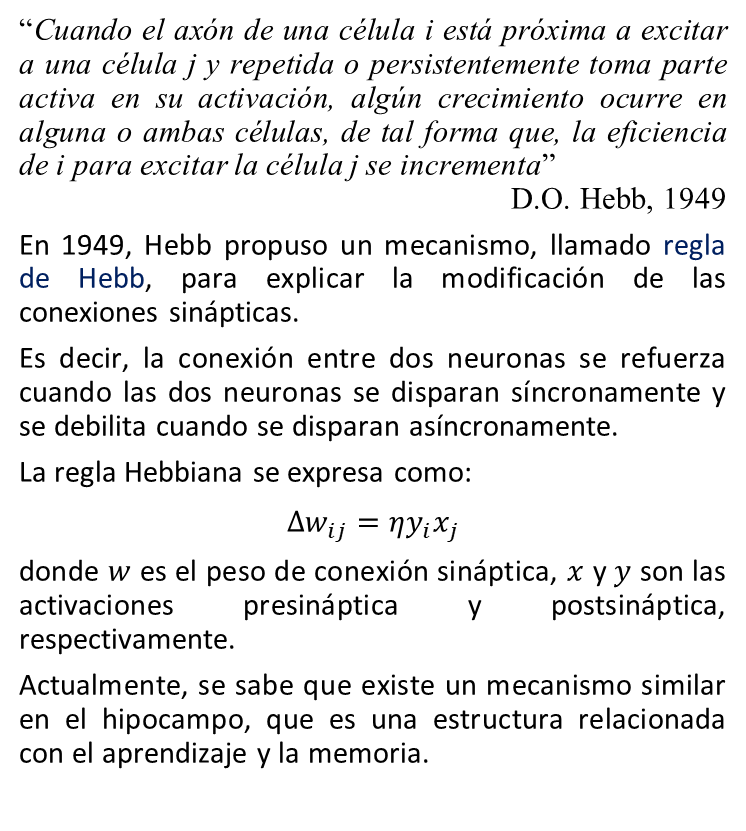 “Cuando el axón de una célula i está próxima a excitar
a una célula j y repetida o persistentemente toma parte
activa en su activación, algún crecimiento ocurre en
alguna o ambas células, de tal forma que, la eficiencia
de i para excitar la célula j se incrementa”
D.O. Hebb, 1949
En 1949, Hebb propuso un mecanismo, llamado regla
de Hebb, para explicar la modificación de las
conexiones sinápticas.
Es decir, la conexión entre dos neuronas se refuerza
cuando las dos neuronas se disparan síncronamente y
se debilita cuando se disparan asíncronamente.
La regla Hebbiana se expresa como:
Δwᵢⱼ = ηyᵢxⱼ
donde w es el peso de conexión sináptica, x y y son las
activaciones presináptica y postsináptica,
respectivamente.
Actualmente, se sabe que existe un mecanismo similar
en el hipocampo, que es una estructura relacionada
con el aprendizaje y la memoria.